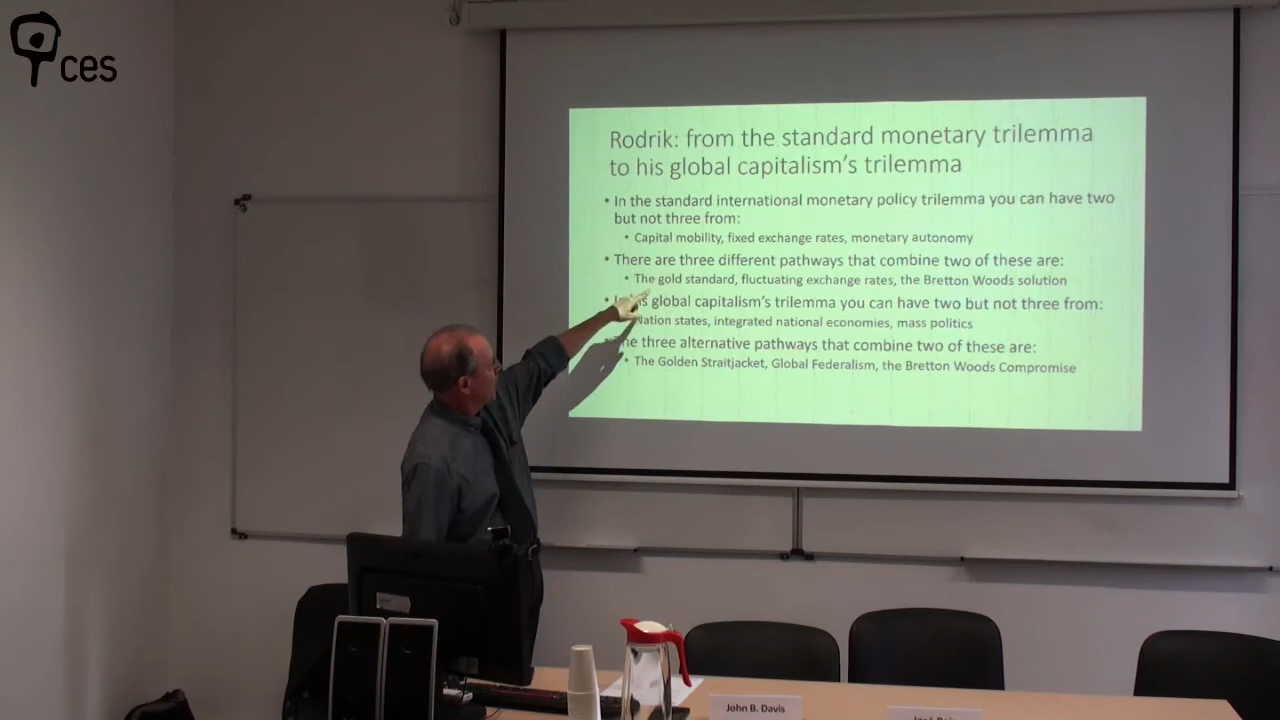 ces
Rodrik: from the standard monetary trilemma
to his global capitalism's trilemma
• In the standard international monetary policy trilemma you can have two
but not three from:
• Capital mobility, fixed exchange rates, monetary autonomy
• There are three different pathways that combine two of these are:
• The gold standard, fluctuating exchange rates, the Bretton Woods solution
• global capitalism's trilemma you can have two but not three from:
• Nation states, integrated national economies, mass politics
• The three alternative pathways that combine two of these are:
• The Golden Straitjacket, Global Federalism, the Bretton Woods Compromise
John B. Davis
José